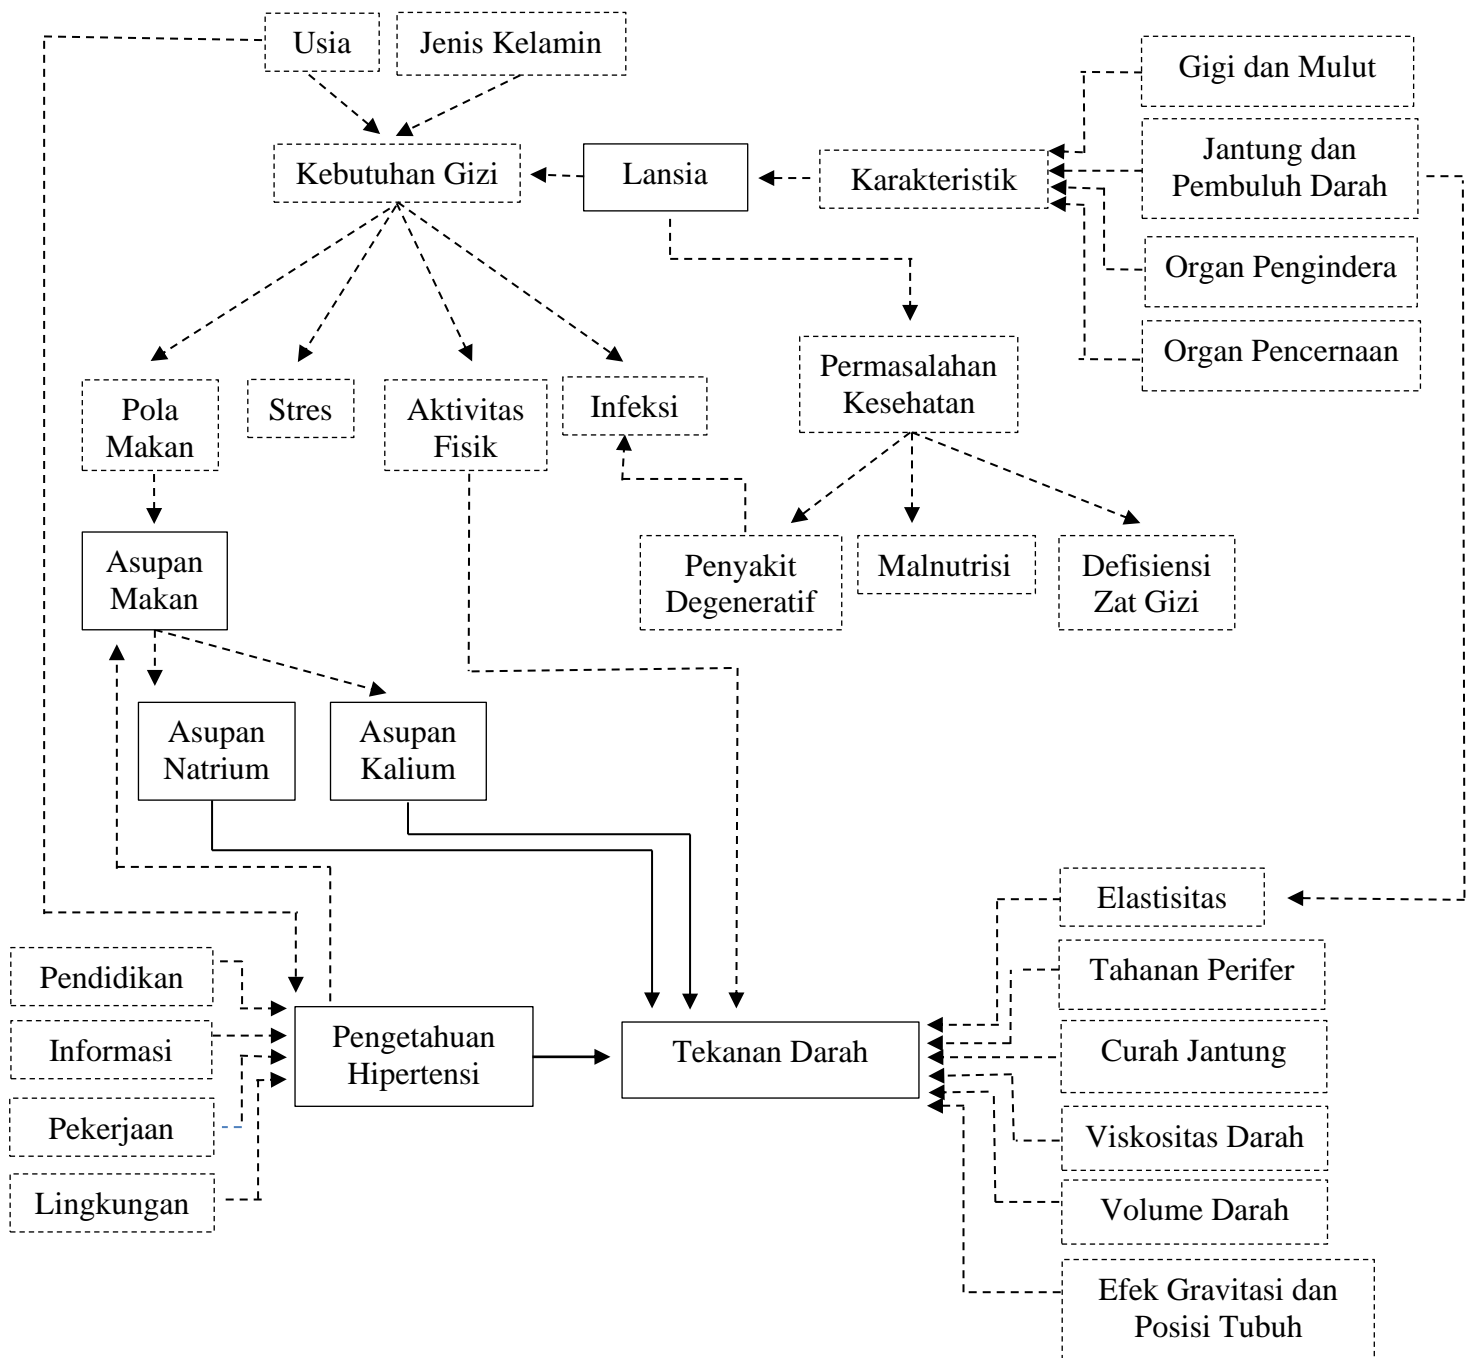 Usia
Jenis Kelamin
Gigi dan Mulut
Kebutuhan Gizi
Lansia
Karakteristik
Jantung dan
Pembuluh Darah
Organ Pengindera
Organ Pencernaan
Pola
Makan
Stres
Aktivitas
Fisik
Infeksi
Permasalahan
Kesehatan
Asupan
Makan
Penyakit
Degeneratif
Malnutrisi
Defisiensi
Zat Gizi
Asupan
Natrium
Asupan
Kalium
Elastisitas
Pendidikan
Tahanan Perifer
Informasi
Pengetahuan
Hipertensi
Tekanan Darah
Curah Jantung
Pekerjaan
Viskositas Darah
Lingkungan
Volume Darah
Efek Gravitasi dan
Posisi Tubuh